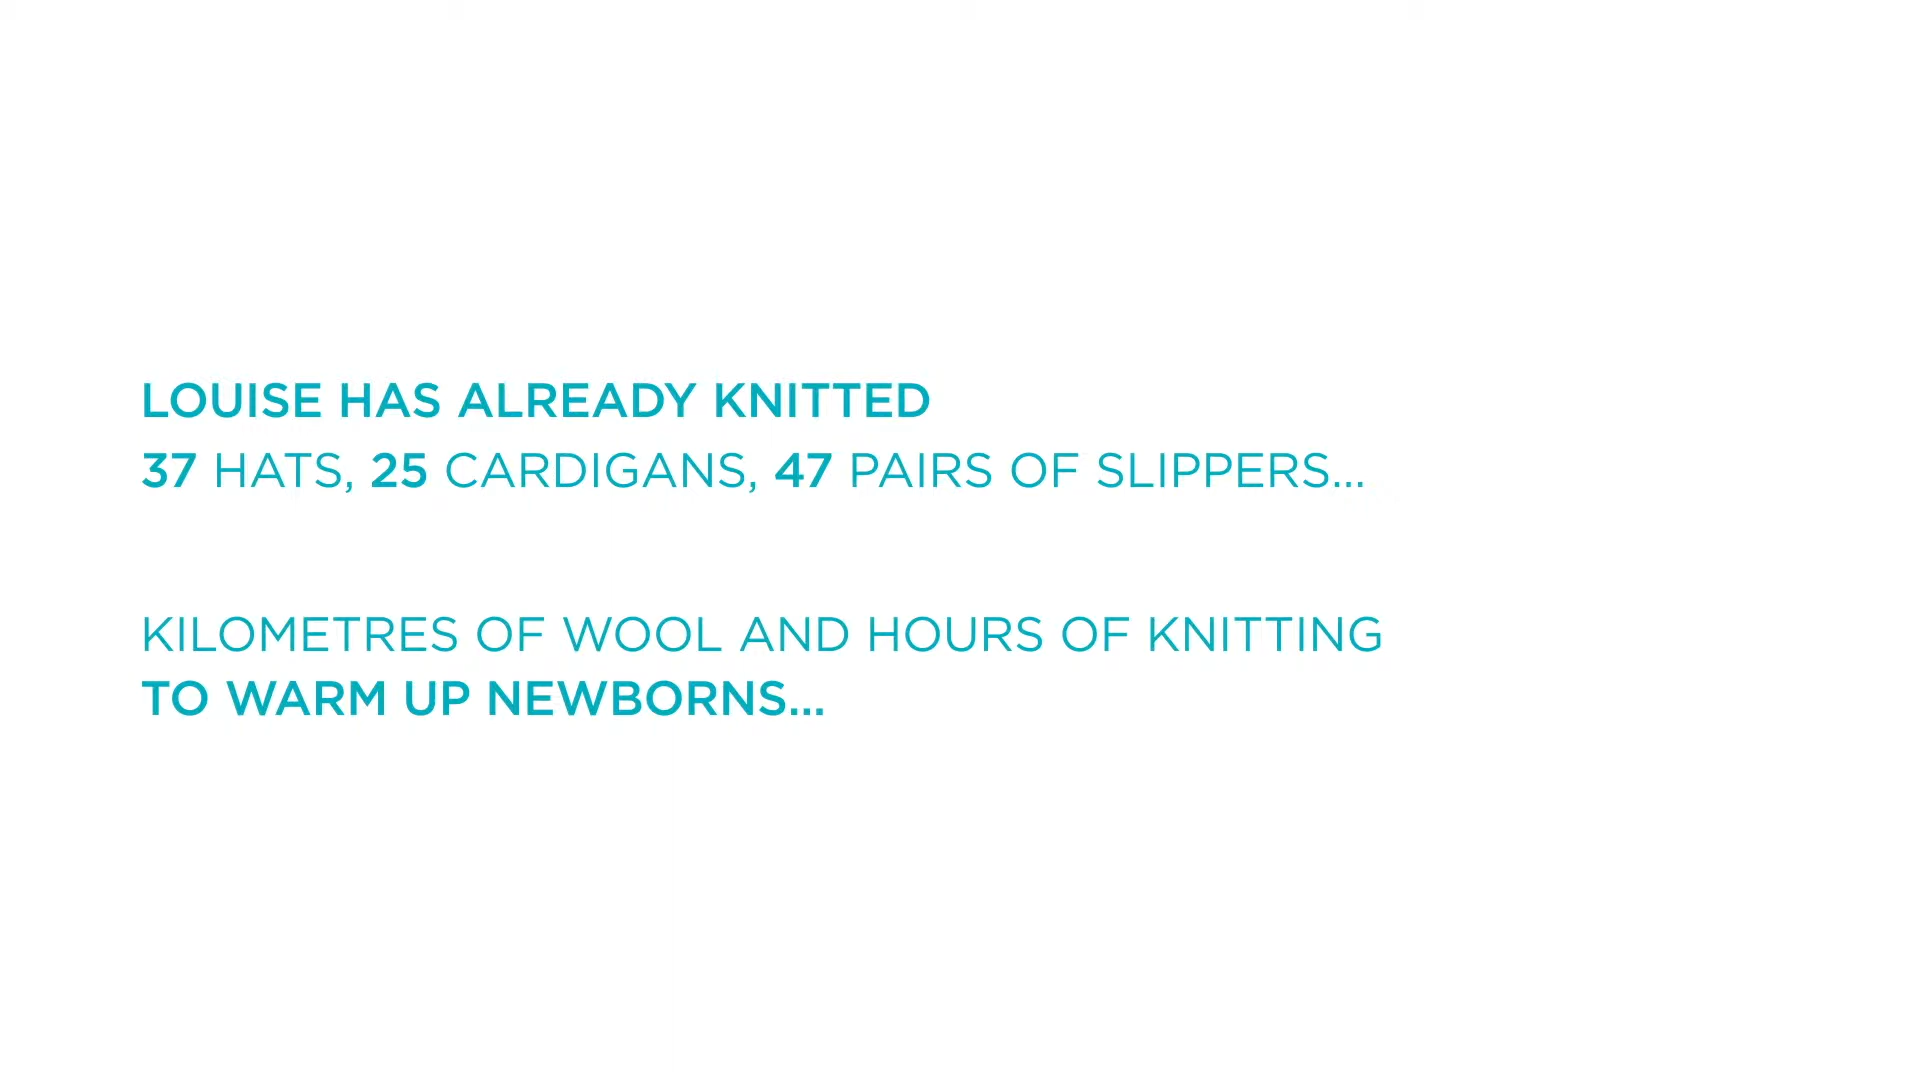 LOUISE HAS ALREADY KNITTED
37 HATS, 25 CARDIGANS, 47 PAIRS OF SLIPPERS...
KILOMETRES OF WOOL AND HOURS OF KNITTING
TO WARM UP NEWBORNS...